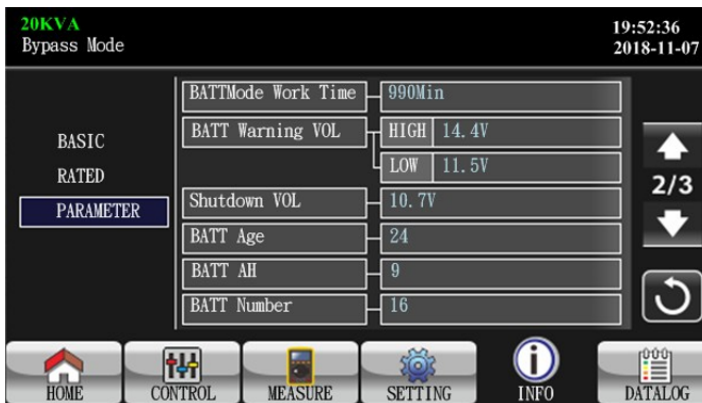 20KVA
19:52:36
Bypass Mode
2018-11-07
BASIC
RATED
PARAMETER
BATTMode Work Time 990Min
BATT Warning VOL HIGH 14.4V
LOW 11.5V
Shutdown VOL 10.7V
BATT Age 24
BATT AH 9
BATT Number 16
2/3
HOME CONTROL MEASURE SETTING INFO DATALOG